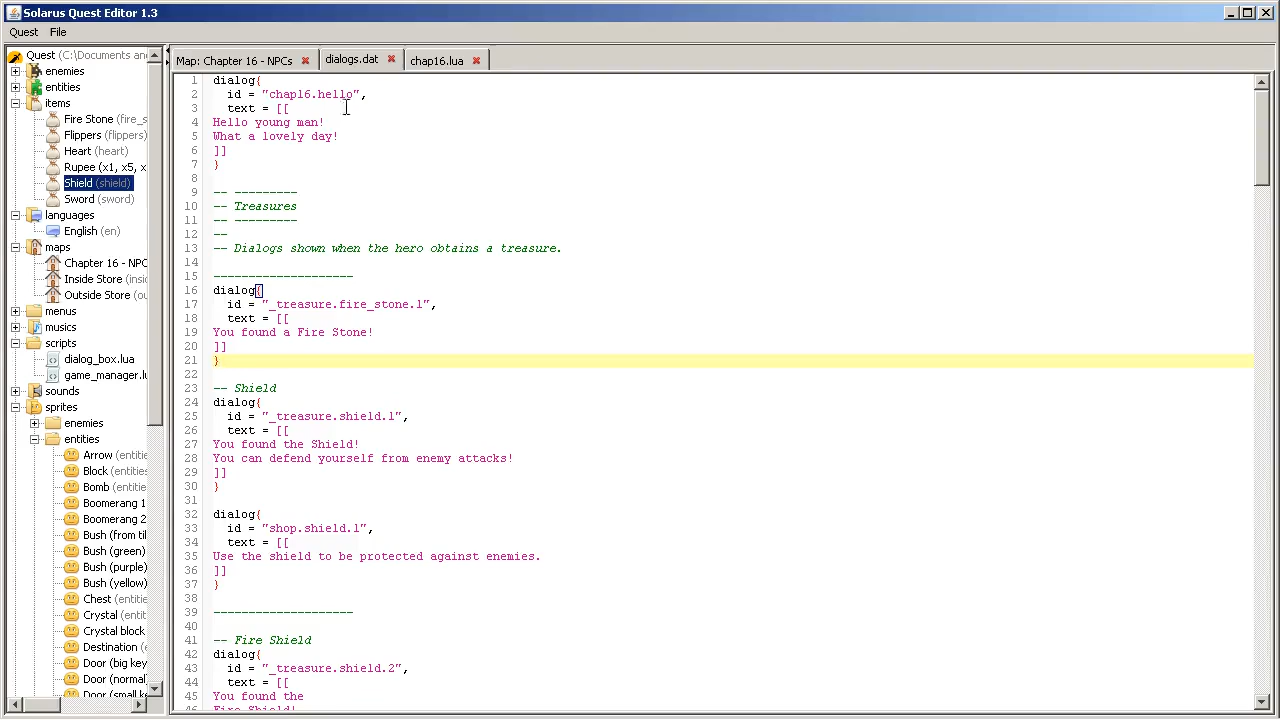 Solarus Quest Editor 1.3
Quest File
Quest (C:\Documents and
enemies
entities
items
Fire Stone (fire_s
Flippers (flippers)
Heart (heart)
Rupee (x1, x5, x
Shield (shield)
Sword (sword)
languages
English (en)
maps
Chapter 16 - NPC
Inside Store (insi
Outside Store (ou
menus
musics
scripts
dialog_box.lua
game_manager.lu
sounds
sprites
enemies
entities
Arrow (entiti
Block (entitie
Bomb (entitie
Boomerang 1
Boomerang 2
Bush (from til
Bush (green)
Bush (purple)
Bush (yellow)
Chest (entitie
Crystal (entit
Crystal block
Destination (
Door (big key
Door (normal
Door (small k
Map: Chapter 16 - NPCs
dialogs.dat
chap16.lua
1 dialog{
2 id = "chap16.hello",
3 text = [[
4 Hello young man!
5 What a lovely day!
6 ]]
7 }
8
9 -- ---------
10 -- Treasures
11 -- ---------
12 --
13 -- Dialogs shown when the hero obtains a treasure.
14
15 --------------------
16 dialog{
17 id = "_treasure.fire_stone.1",
18 text = [[
19 You found a Fire Stone!
20 ]]
21 }
22
23 -- Shield
24 dialog{
25 id = "_treasure.shield.1",
26 text = [[
27 You found the Shield!
28 You can defend yourself from enemy attacks!
29 ]]
30 }
31
32 dialog{
33 id = "shop.shield.1",
34 text = [[
35 Use the shield to be protected against enemies.
36 ]]
37 }
38
39 --------------------
40
41 -- Fire Shield
42 dialog{
43 id = "_treasure.shield.2",
44 text = [[
45 You found the
46 Fire Shield!